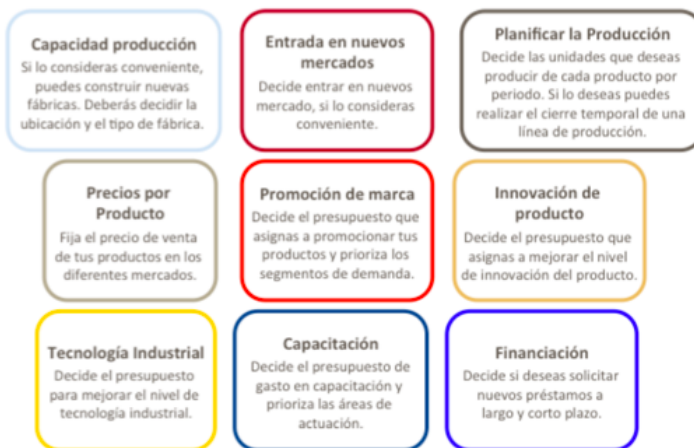 Capacidad producción
Si lo consideras conveniente,
puedes construir nuevas
fábricas. Deberás decidir la
ubicación y el tipo de fábrica.
Entrada en nuevos
mercados
Decide entrar en nuevos
mercado, si lo consideras
conveniente.
Planificar la Producción
Decide las unidades que deseas
producir de cada producto por
periodo. Si lo deseas puedes
realizar el cierre temporal de una
línea de producción.
Precios por
Producto
Fija el precio de venta
de tus productos en los
diferentes mercados.
Promoción de marca
Decide el presupuesto que
asignas a promocionar tus
productos y prioriza los
segmentos de demanda.
Innovación de
producto
Decide el presupuesto que
asignas a mejorar el nivel
de innovación del producto.
Tecnología Industrial
Decide el presupuesto
para mejorar el nivel de
tecnología industrial.
Capacitación
Decide el presupuesto de
gasto en capacitación y
prioriza las áreas de
actuación.
Financiación
Decide si deseas solicitar
nuevos préstamos a
largo y corto plazo.